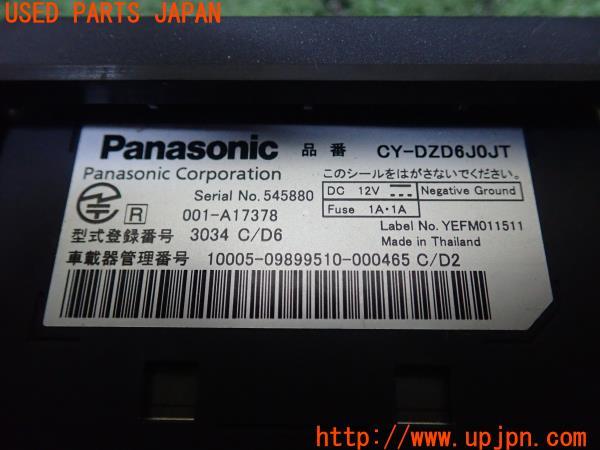 USED PARTS JAPAN
Panasonic 品番 CY-DZD6J0JT
Panasonic Corporation このシールをはがさないでください。
Serial No. 545880 DC 12V Negative Ground
R 001-A17378 Fuse 1A・1A
Label No. YEFM011511
型式登録番号 3034 C/D6 Made in Thailand
車載器管理番号 10005-09899510-000465 C/D2
UPJ
http://www.upjpn.com/